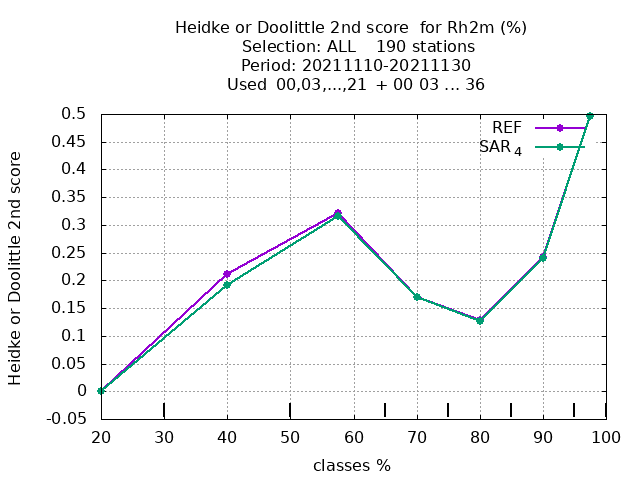 Heidke or Doolittle 2nd score  for Rh2m (%)
Selection: ALL    190 stations
Period: 20211110-20211130
Used  00,03,...,21  + 00 03 ... 36
REF
SAR 4
Heidke or Doolittle 2nd score
0.5
0.45
0.4
0.35
0.3
0.25
0.2
0.15
0.1
0.05
0
-0.05
20 30 40 50 60 70 80 90 100
classes %